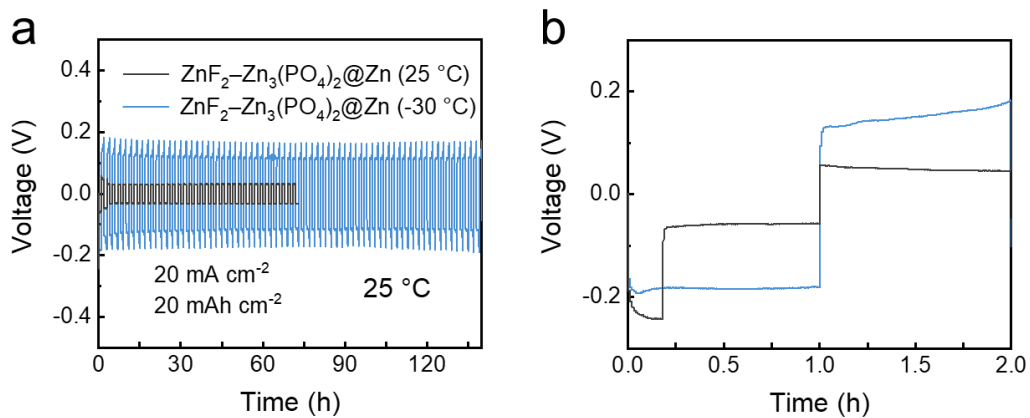 a
Voltage (V)
0.4
0.2
0.0
-0.2
-0.4
ZnF₂–Zn₃(PO₄)₂@Zn (25 °C)
ZnF₂–Zn₃(PO₄)₂@Zn (-30 °C)
20 mA cm⁻²
20 mAh cm⁻²
25 °C
0 30 60 90 120
Time (h)
b
Voltage (V)
0.2
0.0
-0.2
0.0 0.5 1.0 1.5 2.0
Time (h)